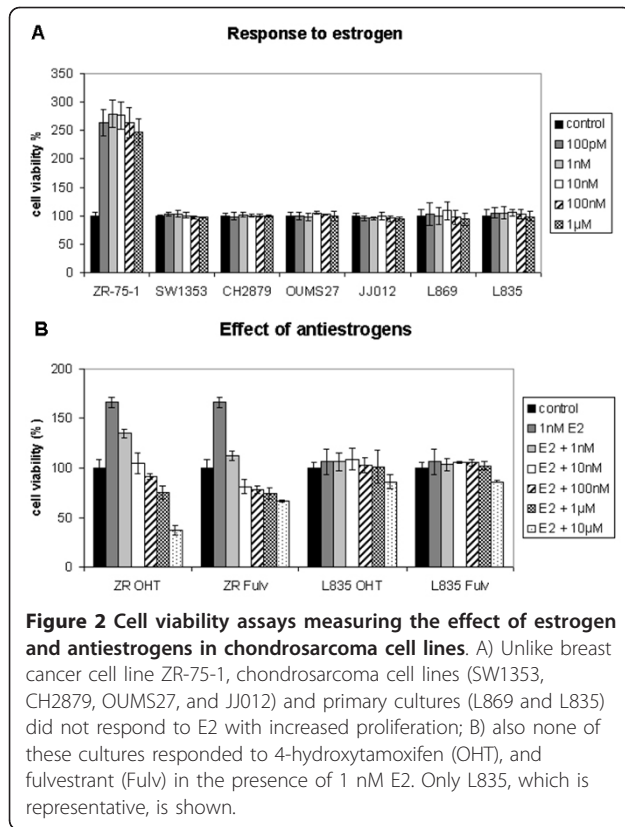 A
Response to estrogen
cell viability %
350
300
250
200
150
100
50
0
ZR-75-1 SW1353 CH2879 OUMS27 JJ012 L869 L835
control
100pM
1nM
10nM
100nM
1µM
B
Effect of antiestrogens
cell viability (%)
200
150
100
50
0
ZR OHT ZR Fulv L835 OHT L835 Fulv
control
1nM E2
E2 + 1nM
E2 + 10nM
E2 + 100nM
E2 + 1µM
E2 + 10µM
Figure 2 Cell viability assays measuring the effect of estrogen
and antiestrogens in chondrosarcoma cell lines. A) Unlike breast
cancer cell line ZR-75-1, chondrosarcoma cell lines (SW1353,
CH2879, OUMS27, and JJ012) and primary cultures (L869 and L835)
did not respond to E2 with increased proliferation; B) also none of
these cultures responded to 4-hydroxytamoxifen (OHT), and
fulvestrant (Fulv) in the presence of 1 nM E2. Only L835, which is
representative, is shown.